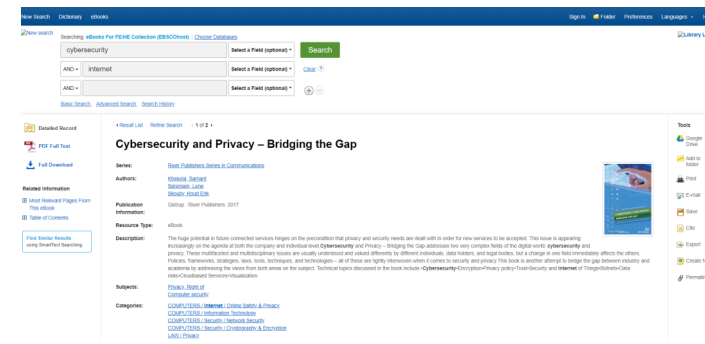 New Search Dictionary eBooks
Sign In Folder Preferences Languages
New search
Searching: eBooks For FE/HE Collection (EBSCOhost) Choose Databases
Library
cybersecurity Select a Field (optional) Search
AND internet Select a Field (optional) Clear ?
AND Select a Field (optional)
Basic Search Advanced Search Search History
Detailed Record
PDF Full Text
Full Download
Related Information
Most Relevant Pages From This eBook
Table of Contents
Find Similar Results
using SmartText Searching
Result List Refine Search 1 of 2
Cybersecurity and Privacy – Bridging the Gap
Series: River Publishers Series in Communications
Authors: Khajuria, Samant
Sørensen, Lene
Skouby, Knud Erik
Publication Information: Gistrup : River Publishers. 2017
Resource Type: eBook.
Description: The huge potential in future connected services hinges on the precondition that privacy and security needs are dealt with in order for new services to be accepted. This issue is appearing
increasingly on the agenda at both the company and individual level.Cybersecurity and Privacy – Bridging the Gap addresses two very complex fields of the digital world: cybersecurity and
privacy. These multifaceted and multidisciplinary issues are usually understood and valued differently by different individuals, data holders, and legal bodies, but a change in one field immediately affects the others.
Policies, frameworks, strategies, laws, tools, techniques, and technologies – all of these are tightly interwoven when it comes to security and privacy.This book is another attempt to bridge the gap between industry and
academia by addressing the views from both areas on the subject. Technical topics discussed in the book include:•Cybersecurity•Encryption•Privacy policy•Trust•Security and Internet of Things•Botnets•Data
risks•Cloudbased Services•Visualization
Subjects: Privacy, Right of
Computer security
Categories: COMPUTERS / Internet / Online Safety & Privacy
COMPUTERS / Information Technology
COMPUTERS / Security / Network Security
COMPUTERS / Security / Cryptography & Encryption
LAW / Privacy
Tools
Google
Drive
Add to
folder
Print
E-mail
Save
Cite
Export
Create